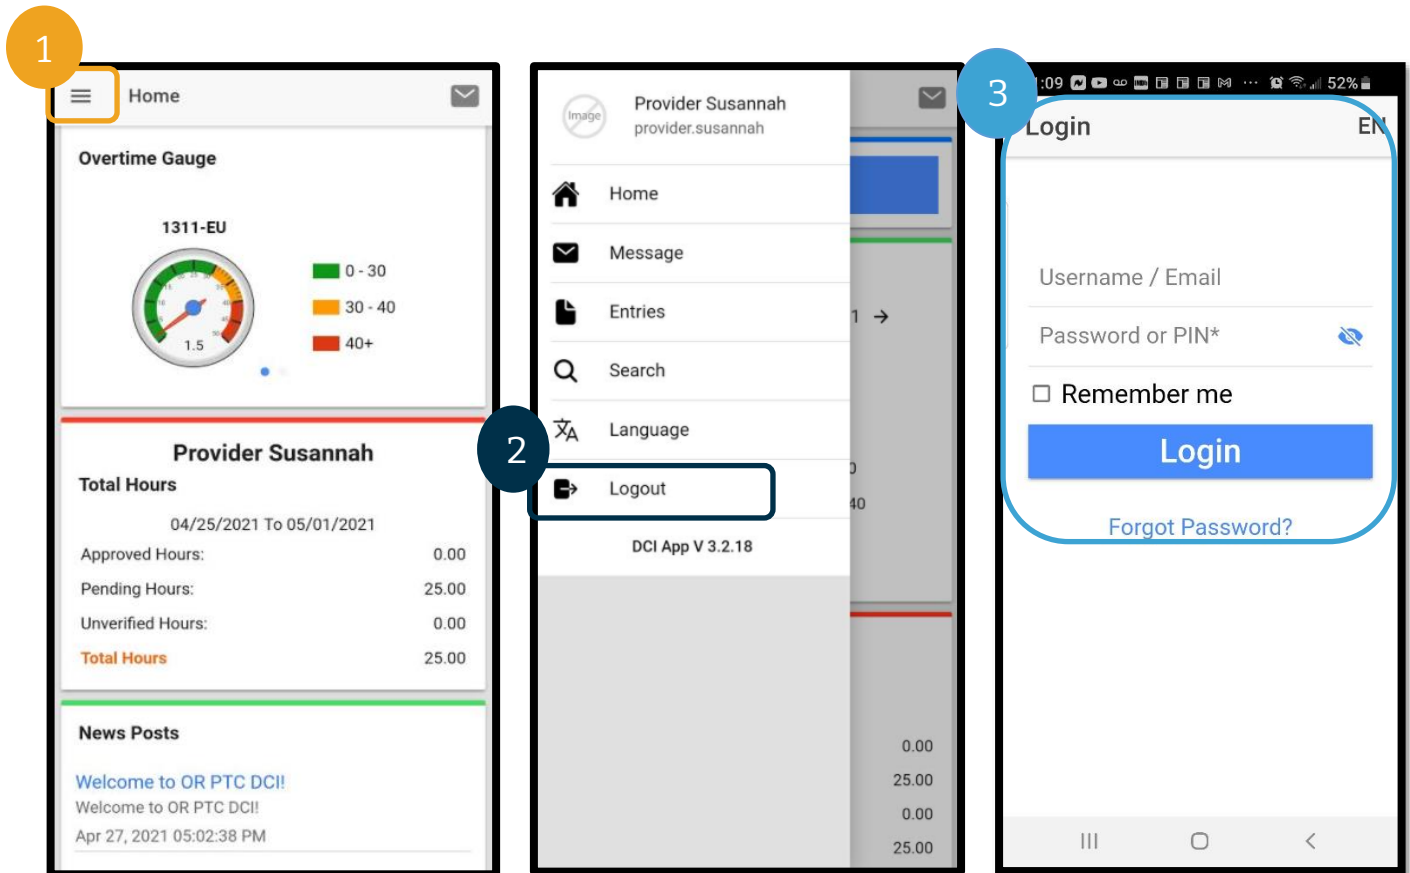 1
Home
Overtime Gauge
1311-EU
0 - 30
30 - 40
40+
1.5
Provider Susannah
Total Hours
04/25/2021 To 05/01/2021
Approved Hours: 0.00
Pending Hours: 25.00
Unverified Hours: 0.00
Total Hours 25.00
News Posts
Welcome to OR PTC DCI!
Welcome to OR PTC DCI!
Apr 27, 2021 05:02:38 PM
2
Image
Provider Susannah
provider.susannah
Home
Message
Entries
Search
Language
Logout
DCI App V 3.2.18
1
0
40
0.00
25.00
0.00
25.00
3
:09 52%
Login EN
Username / Email
Password or PIN*
Remember me
Login
Forgot Password?